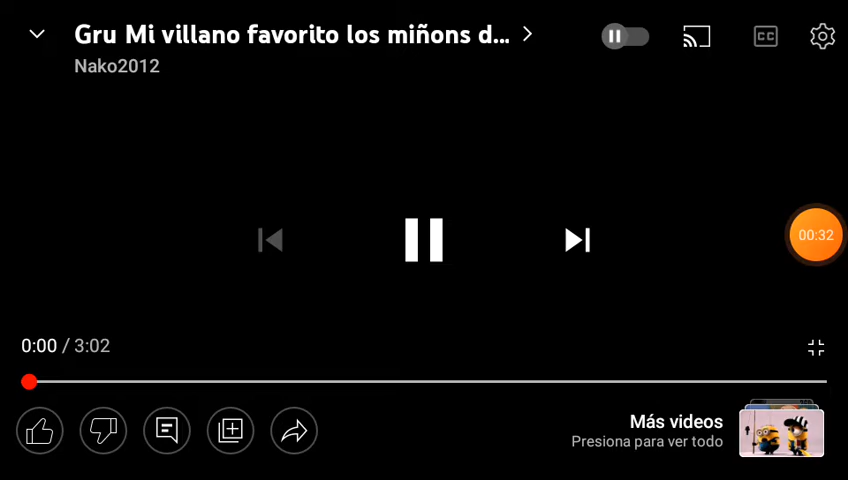 Gru Mi villano favorito los miñons d...
Nako2012
CC
00:32
0:00 / 3:02
Más videos
Presiona para ver todo